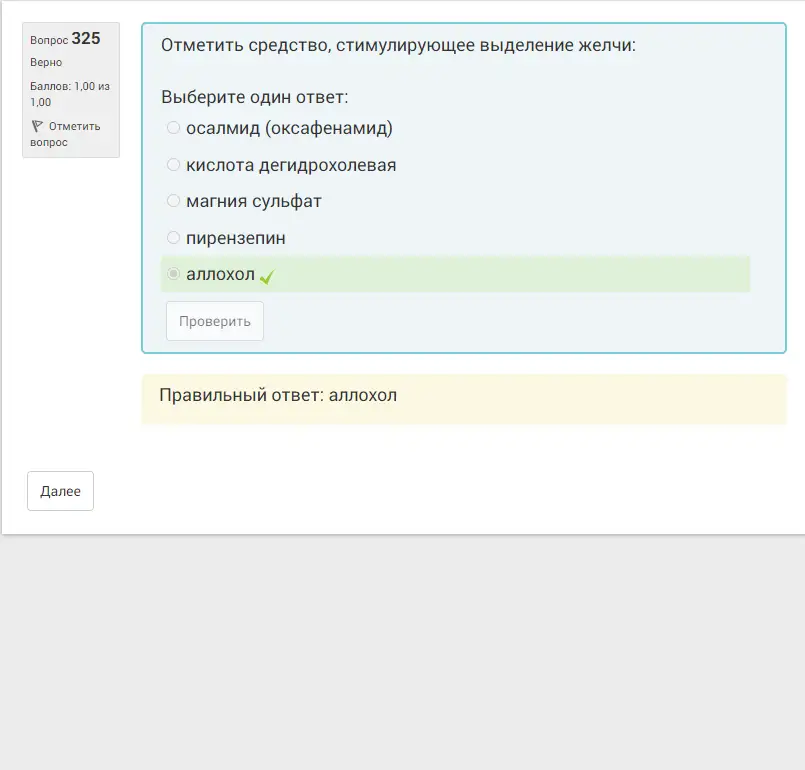 Вопрос 325
Верно
Баллов: 1,00 из
1,00
Отметить
вопрос
Отметить средство, стимулирующее выделение желчи:
Выберите один ответ:
осалмид (оксафенамид)
кислота дегидрохолевая
магния сульфат
пирензепин
аллохол
Проверить
Правильный ответ: аллохол
Далее